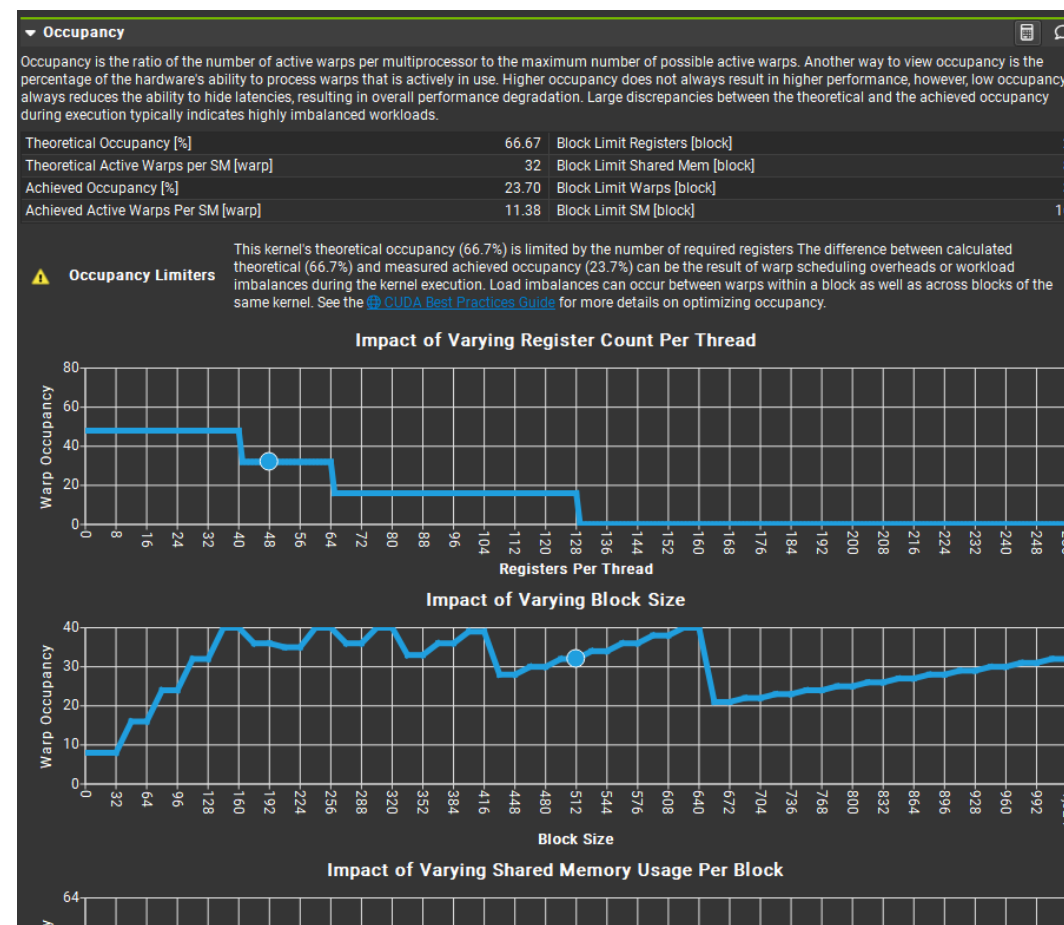 Occupancy
Occupancy is the ratio of the number of active warps per multiprocessor to the maximum number of possible active warps. Another way to view occupancy is the
percentage of the hardware's ability to process warps that is actively in use. Higher occupancy does not always result in higher performance, however, low occupancy
always reduces the ability to hide latencies, resulting in overall performance degradation. Large discrepancies between the theoretical and the achieved occupancy
during execution typically indicates highly imbalanced workloads.
Theoretical Occupancy [%] 66.67 Block Limit Registers [block]
Theoretical Active Warps per SM [warp] 32 Block Limit Shared Mem [block]
Achieved Occupancy [%] 23.70 Block Limit Warps [block]
Achieved Active Warps Per SM [warp] 11.38 Block Limit SM [block]
Occupancy Limiters
This kernel's theoretical occupancy (66.7%) is limited by the number of required registers The difference between calculated
theoretical (66.7%) and measured achieved occupancy (23.7%) can be the result of warp scheduling overheads or workload
imbalances during the kernel execution. Load imbalances can occur between warps within a block as well as across blocks of the
same kernel. See the CUDA Best Practices Guide for more details on optimizing occupancy.
Impact of Varying Register Count Per Thread
Warp Occupancy
80
60
40
20
0
0 8 16 24 32 40 48 56 64 72 80 88 96 104 112 120 128 136 144 152 160 168 176 184 192 200 208 216 224 232 240 248
Registers Per Thread
Impact of Varying Block Size
Warp Occupancy
40
30
20
10
0
0 32 64 96 128 160 192 224 256 288 320 352 384 416 448 480 512 544 576 608 640 672 704 736 768 800 832 864 896 928 960 992
Block Size
Impact of Varying Shared Memory Usage Per Block
64